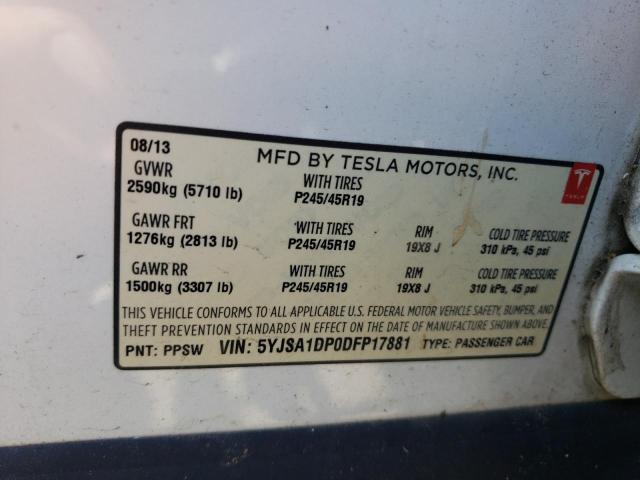 08/13 MFD BY TESLA MOTORS, INC.
GVWR WITH TIRES
2590kg (5710 lb) P245/45R19
TESLA
GAWR FRT WITH TIRES RIM COLD TIRE PRESSURE
1276kg (2813 lb) P245/45R19 19X8 J 310 kPa, 45 psi
GAWR RR WITH TIRES RIM COLD TIRE PRESSURE
1500kg (3307 lb) P245/45R19 19X8 J 310 kPa, 45 psi
THIS VEHICLE CONFORMS TO ALL APPLICABLE U.S. FEDERAL MOTOR VEHICLE SAFETY, BUMPER, AND
THEFT PREVENTION STANDARDS IN EFFECT ON THE DATE OF MANUFACTURE SHOWN ABOVE.
PNT: PPSW VIN: 5YJSA1DP0DFP17881 TYPE: PASSENGER CAR